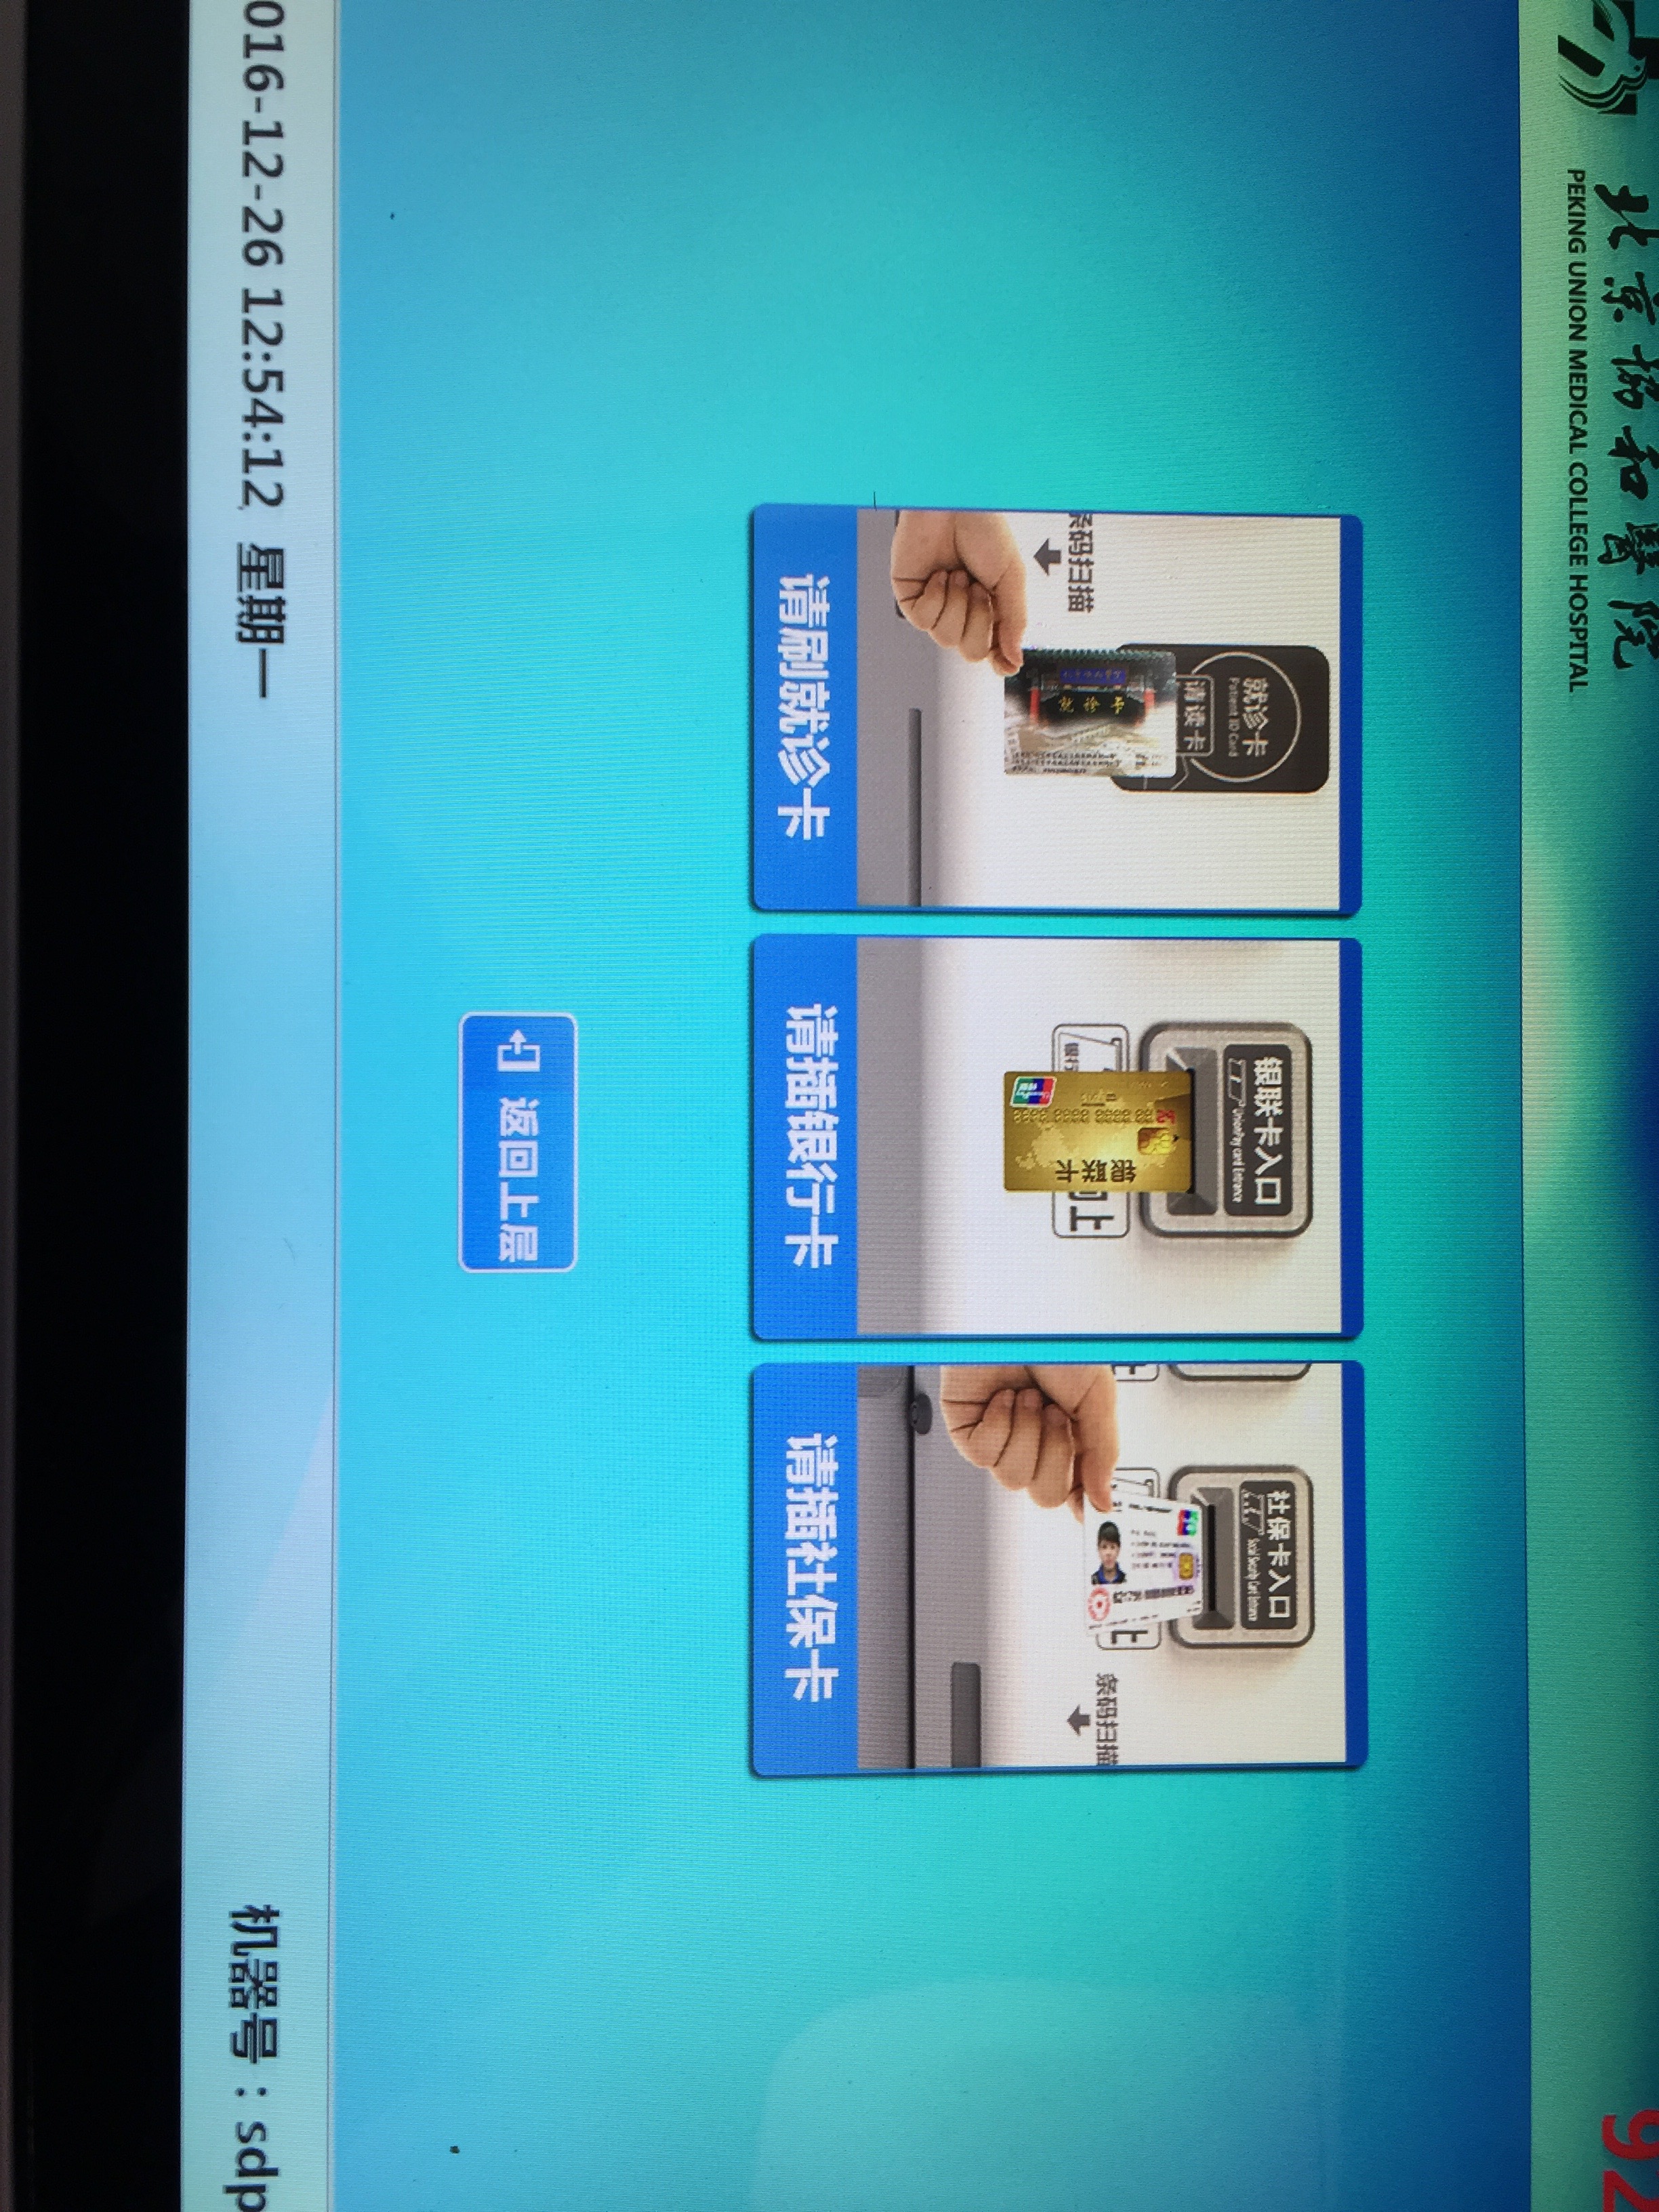 北京协和醫院
PEKING UNION MEDICAL COLLEGE HOSPITAL
92
条码扫描
就诊卡
Patient ID Card
请读卡
就诊卡
请刷就诊卡
银联卡入口
UnionPay card Entrance
银联卡
向上
请插银行卡
社保卡入口
Social Security Card Entrance
上
条码扫描
请插社保卡
返回上层
016-12-26 12:54:12 星期一
机器号：sdp